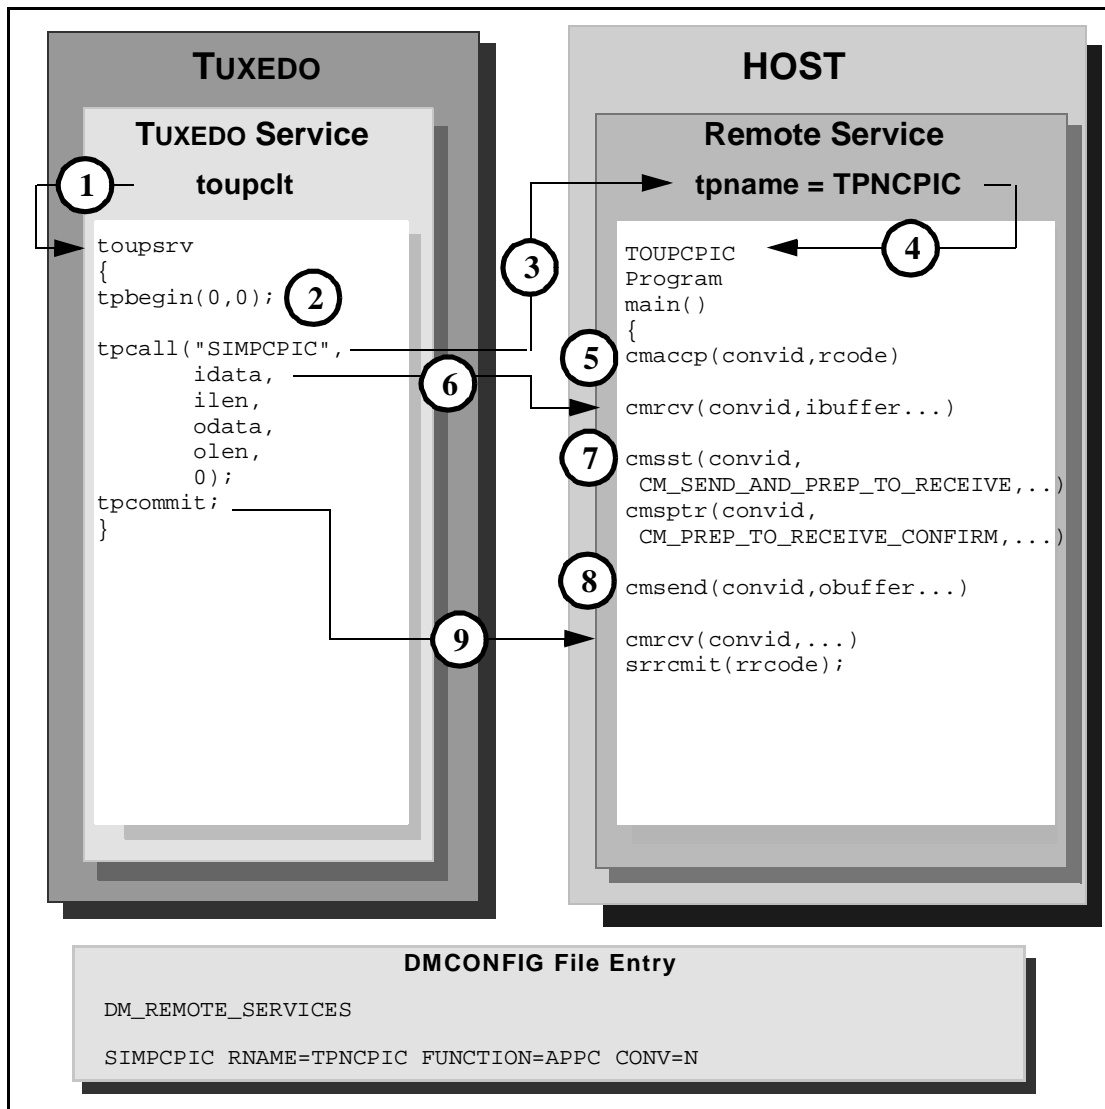 TUXEDO
TUXEDO Service
1
toupclt
toupsrv
{
tpbegin(0,0);
2
tpcall("SIMPCPIC",
idata,
ilen,
odata,
olen,
0);
tpcommit;
}
3
6
9
HOST
Remote Service
tpname = TPNCPIC
4
TOUPCPIC
Program
main()
{
5
cmaccp(convid,rcode)
cmrcv(convid,ibuffer...)
7
cmsst(convid,
CM_SEND_AND_PREP_TO_RECEIVE,..)
cmsptr(convid,
CM_PREP_TO_RECEIVE_CONFIRM,...)
8
cmsend(convid,obuffer...)
cmrcv(convid,...)
srrcmit(rrcode);
DMCONFIG File Entry
DM_REMOTE_SERVICES
SIMPCPIC RNAME=TPNCPIC FUNCTION=APPC CONV=N